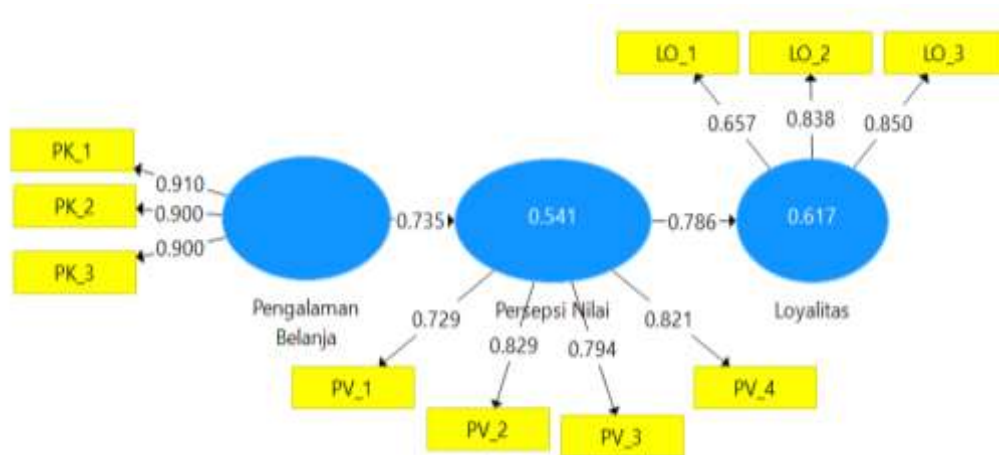 LO_1
LO_2
LO_3
0.657
0.838
0.850
PK_1
PK_2
PK_3
0.910
0.900
0.900
0.735
0.541
0.786
0.617
Pengalaman
Belanja
Persepsi Nilai
Loyalitas
0.729
0.829
0.794
0.821
PV_1
PV_2
PV_3
PV_4